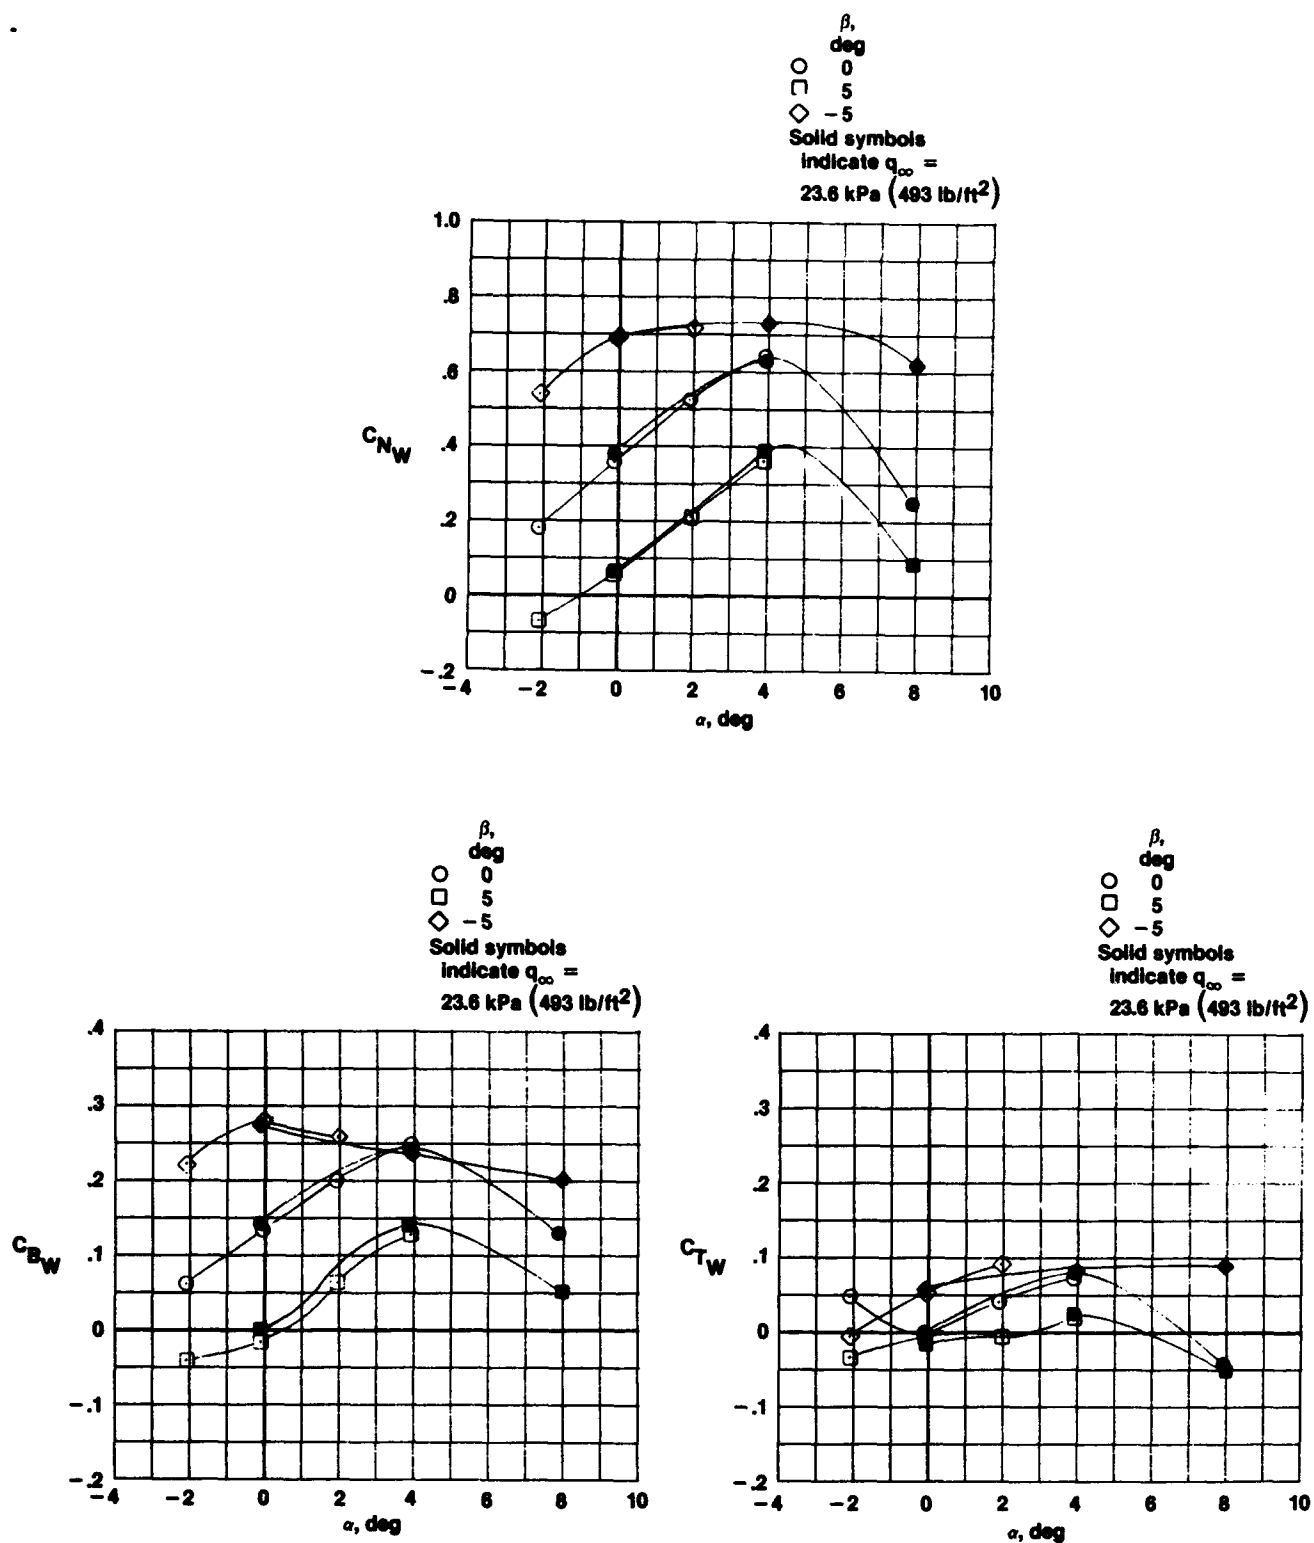 β,
deg
0
5
−5
Solid symbols
indicate q∞ =
23.6 kPa (493 lb/ft²)
1.0
.8
.6
.4
.2
0
−.2
C_N_W
−4 −2 0 2 4 6 8 10
α, deg
β,
deg
0
5
−5
Solid symbols
indicate q∞ =
23.6 kPa (493 lb/ft²)
.4
.3
.2
.1
0
−.1
−.2
C_B_W
−4 −2 0 2 4 6 8 10
α, deg
β,
deg
0
5
−5
Solid symbols
indicate q∞ =
23.6 kPa (493 lb/ft²)
.4
.3
.2
.1
0
−.1
−.2
C_T_W
−4 −2 0 2 4 6 8 10
α, deg